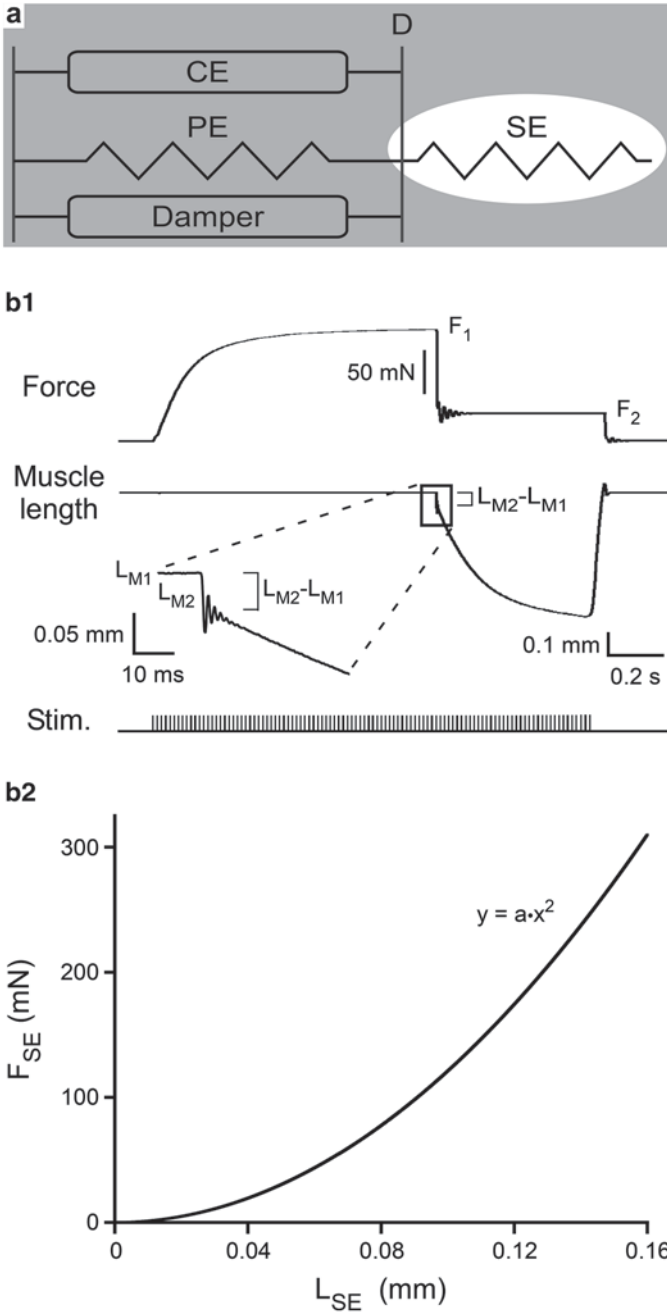 a
D
CE
PE
SE
Damper
b1
F1
50 mN
Force
F2
Muscle
length
LM2-LM1
LM1
LM2
LM2-LM1
0.05 mm
10 ms
0.1 mm
0.2 s
Stim.
b2
300
y = a•x²
200
FSE (mN)
100
0
0 0.04 0.08 0.12 0.16
LSE (mm)